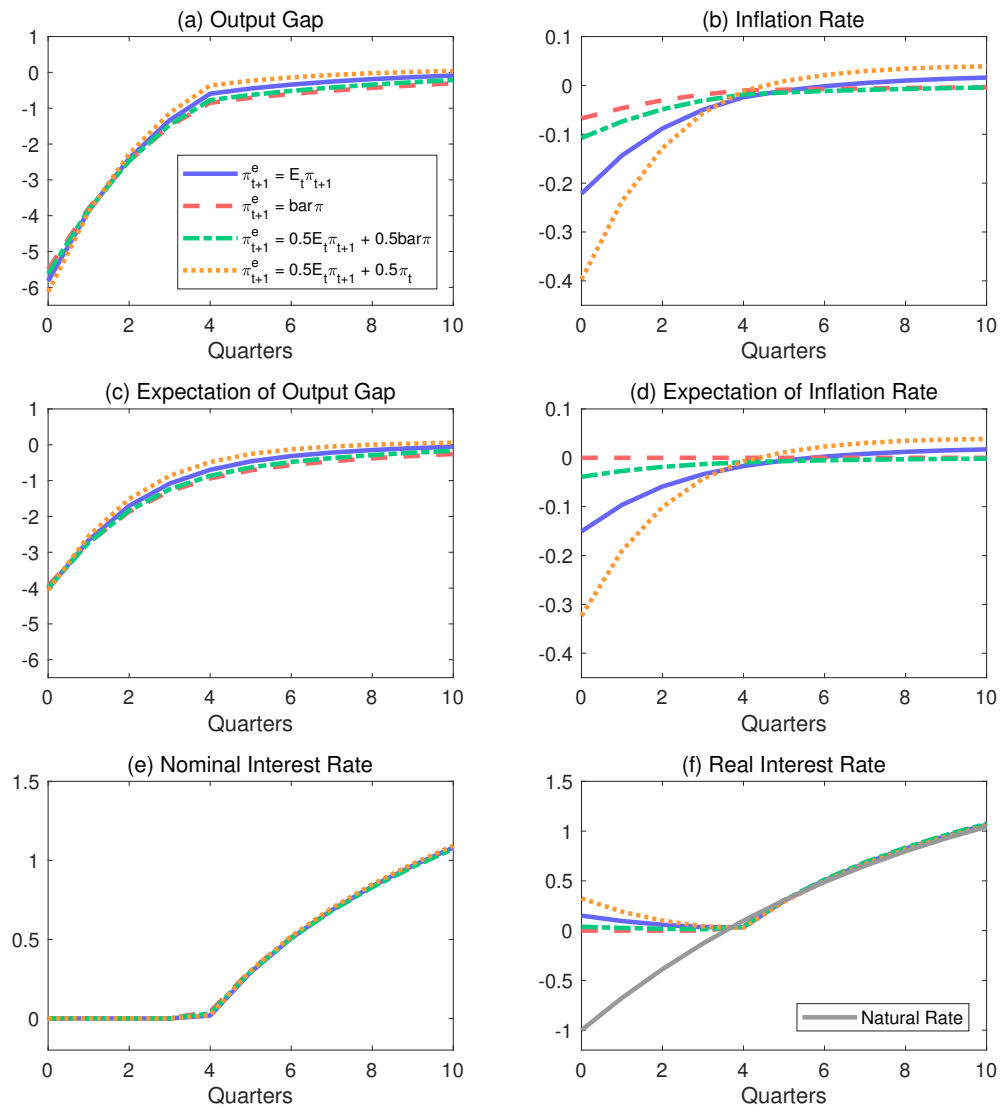 (a) Output Gap
1
0
-1
-2
-3
-4
-5
-6
π^e_{t+1} = E_tπ_{t+1}
π^e_{t+1} = barπ
π^e_{t+1} = 0.5E_tπ_{t+1} + 0.5barπ
π^e_{t+1} = 0.5E_tπ_{t+1} + 0.5π_t
0 2 4 6 8 10
Quarters
(b) Inflation Rate
0.1
0
-0.1
-0.2
-0.3
-0.4
0 2 4 6 8 10
Quarters
(c) Expectation of Output Gap
1
0
-1
-2
-3
-4
-5
-6
0 2 4 6 8 10
Quarters
(d) Expectation of Inflation Rate
0.1
0
-0.1
-0.2
-0.3
-0.4
0 2 4 6 8 10
Quarters
(e) Nominal Interest Rate
1.5
1
0.5
0
0 2 4 6 8 10
Quarters
(f) Real Interest Rate
1.5
1
0.5
0
-0.5
-1
Natural Rate
0 2 4 6 8 10
Quarters